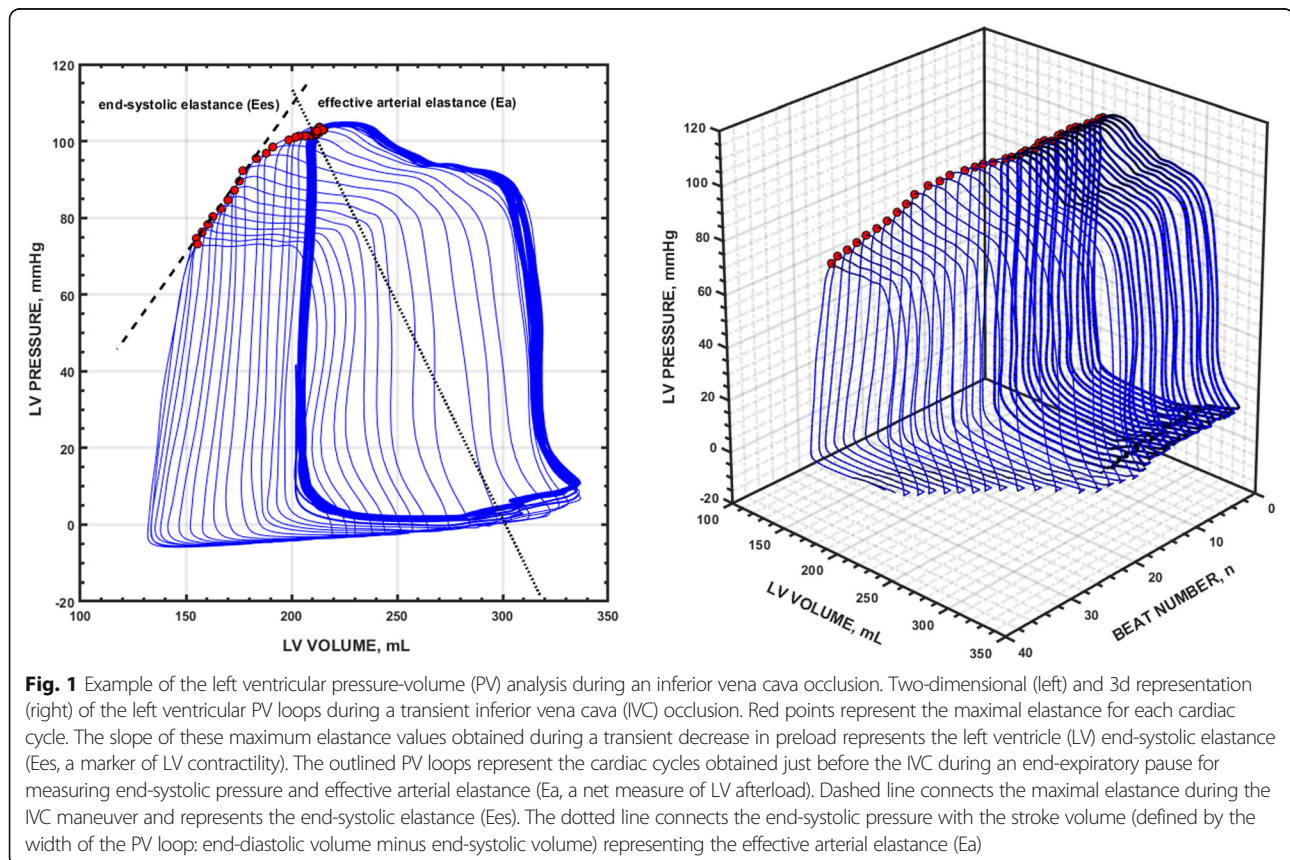 120
100
80
60
40
20
0
-20
LV PRESSURE, mmHg
end-systolic elastance (Ees)
effective arterial elastance (Ea)
100
150
200
250
300
350
LV VOLUME, mL
120
100
80
60
40
20
0
-20
LV PRESSURE, mmHg
100
150
200
250
300
350
LV VOLUME, mL
40
30
20
10
0
BEAT NUMBER, n
Fig. 1 Example of the left ventricular pressure-volume (PV) analysis during an inferior vena cava occlusion. Two-dimensional (left) and 3d representation
(right) of the left ventricular PV loops during a transient inferior vena cava (IVC) occlusion. Red points represent the maximal elastance for each cardiac
cycle. The slope of these maximum elastance values obtained during a transient decrease in preload represents the left ventricle (LV) end-systolic elastance
(Ees, a marker of LV contractility). The outlined PV loops represent the cardiac cycles obtained just before the IVC during an end-expiratory pause for
measuring end-systolic pressure and effective arterial elastance (Ea, a net measure of LV afterload). Dashed line connects the maximal elastance during the
IVC maneuver and represents the end-systolic elastance (Ees). The dotted line connects the end-systolic pressure with the stroke volume (defined by the
width of the PV loop: end-diastolic volume minus end-systolic volume) representing the effective arterial elastance (Ea)